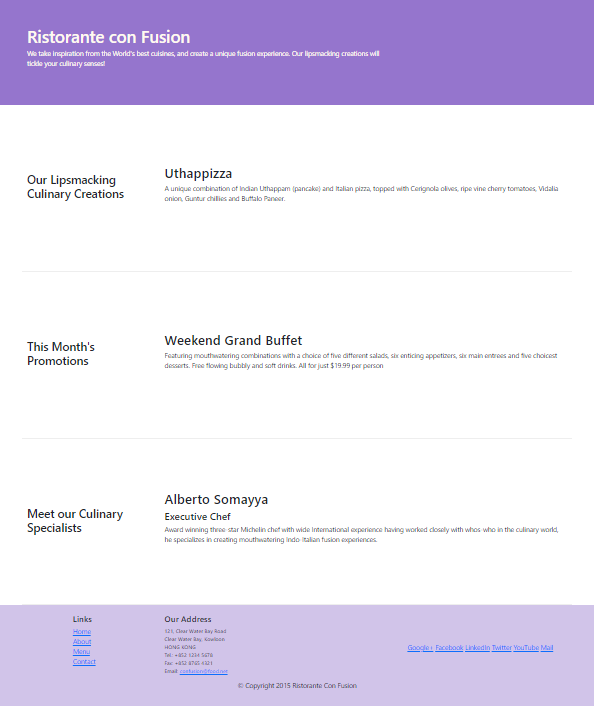 Ristorante con Fusion
We take inspiration from the World's best cuisines, and create a unique fusion experience. Our lipsmacking creations will
tickle your culinary senses!
Our Lipsmacking
Culinary Creations
Uthappizza
A unique combination of Indian Uthappam (pancake) and Italian pizza, topped with Cerignola olives, ripe vine cherry tomatoes, Vidalia
onion, Guntur chillies and Buffalo Paneer.
This Month's
Promotions
Weekend Grand Buffet
Featuring mouthwatering combinations with a choice of five different salads, six enticing appetizers, six main entrees and five choicest
desserts. Free flowing bubbly and soft drinks. All for just $19.99 per person
Meet our Culinary
Specialists
Alberto Somayya
Executive Chef
Award winning three-star Michelin chef with wide International experience having worked closely with whos-who in the culinary world,
he specializes in creating mouthwatering Indo-Italian fusion experiences.
Links
Home
About
Menu
Contact
Our Address
121, Clear Water Bay Road
Clear Water Bay, Kowloon
HONG KONG
Tel.: +852 1234 5678
Fax: +852 8765 4321
Email: confusion@food.net
Google+ Facebook LinkedIn Twitter YouTube Mail
© Copyright 2015 Ristorante Con Fusion